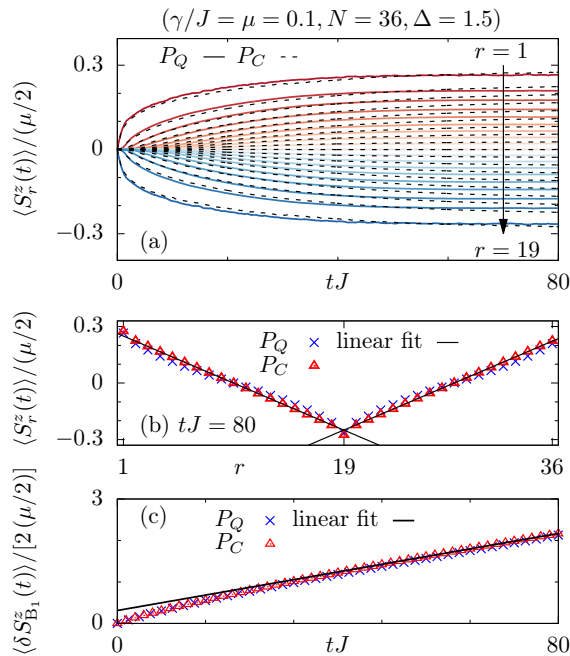 (γ/J = μ = 0.1, N = 36, Δ = 1.5)
0.3
P_Q — P_C - -
r = 1
⟨S_r^z(t)⟩/(μ/2)
0
−0.3
(a)
r = 19
0
tJ
80
0.3
P_Q × linear fit —
P_C △
⟨S_r^z(t)⟩/(μ/2)
0
−0.3
(b) tJ = 80
1
r
19
36
3
(c)
P_Q × linear fit —
P_C △
⟨δS_{B_1}^z(t)⟩/[2(μ/2)]
0
0
tJ
80